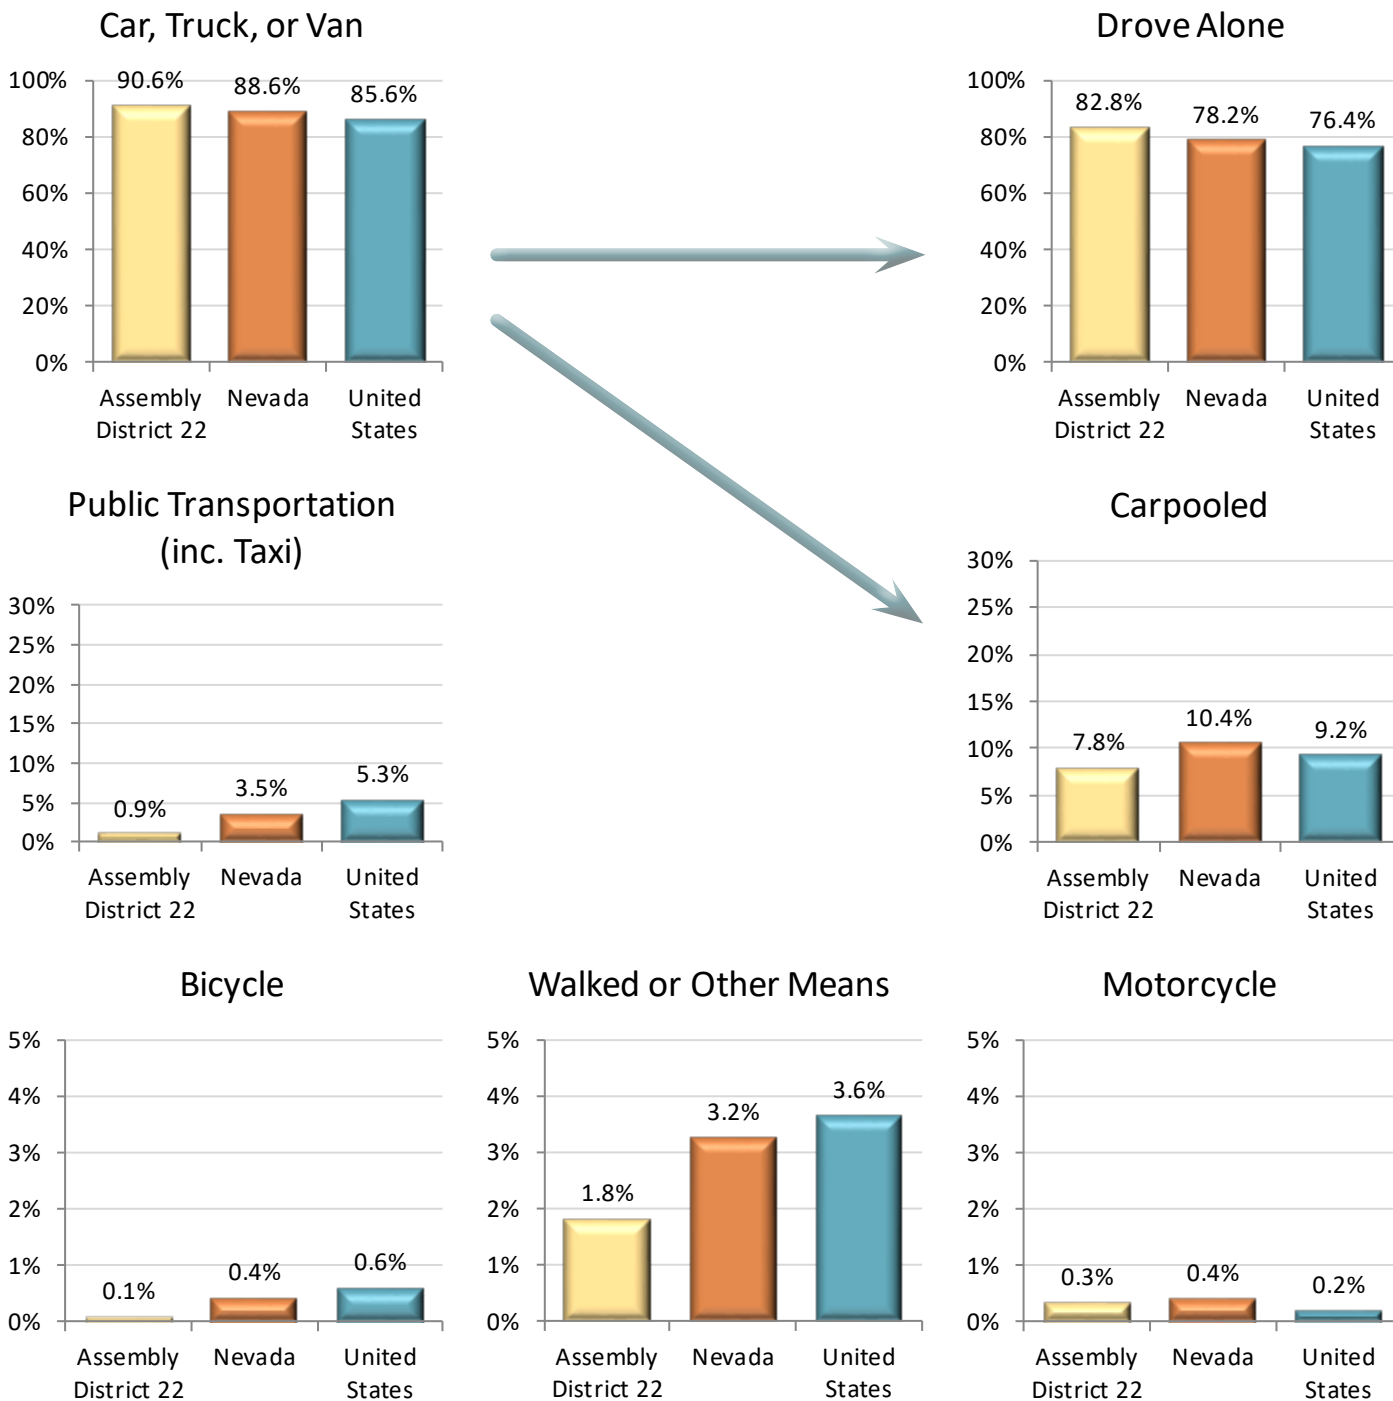 Car, Truck, or Van
100%
80%
60%
40%
20%
0%
90.6%
88.6%
85.6%
Assembly
District 22
Nevada
United
States
Drove Alone
100%
80%
60%
40%
20%
0%
82.8%
78.2%
76.4%
Assembly
District 22
Nevada
United
States
Public Transportation
(inc. Taxi)
30%
25%
20%
15%
10%
5%
0%
0.9%
3.5%
5.3%
Assembly
District 22
Nevada
United
States
Carpooled
30%
25%
20%
15%
10%
5%
0%
7.8%
10.4%
9.2%
Assembly
District 22
Nevada
United
States
Bicycle
5%
4%
3%
2%
1%
0%
0.1%
0.4%
0.6%
Assembly
District 22
Nevada
United
States
Walked or Other Means
5%
4%
3%
2%
1%
0%
1.8%
3.2%
3.6%
Assembly
District 22
Nevada
United
States
Motorcycle
5%
4%
3%
2%
1%
0%
0.3%
0.4%
0.2%
Assembly
District 22
Nevada
United
States